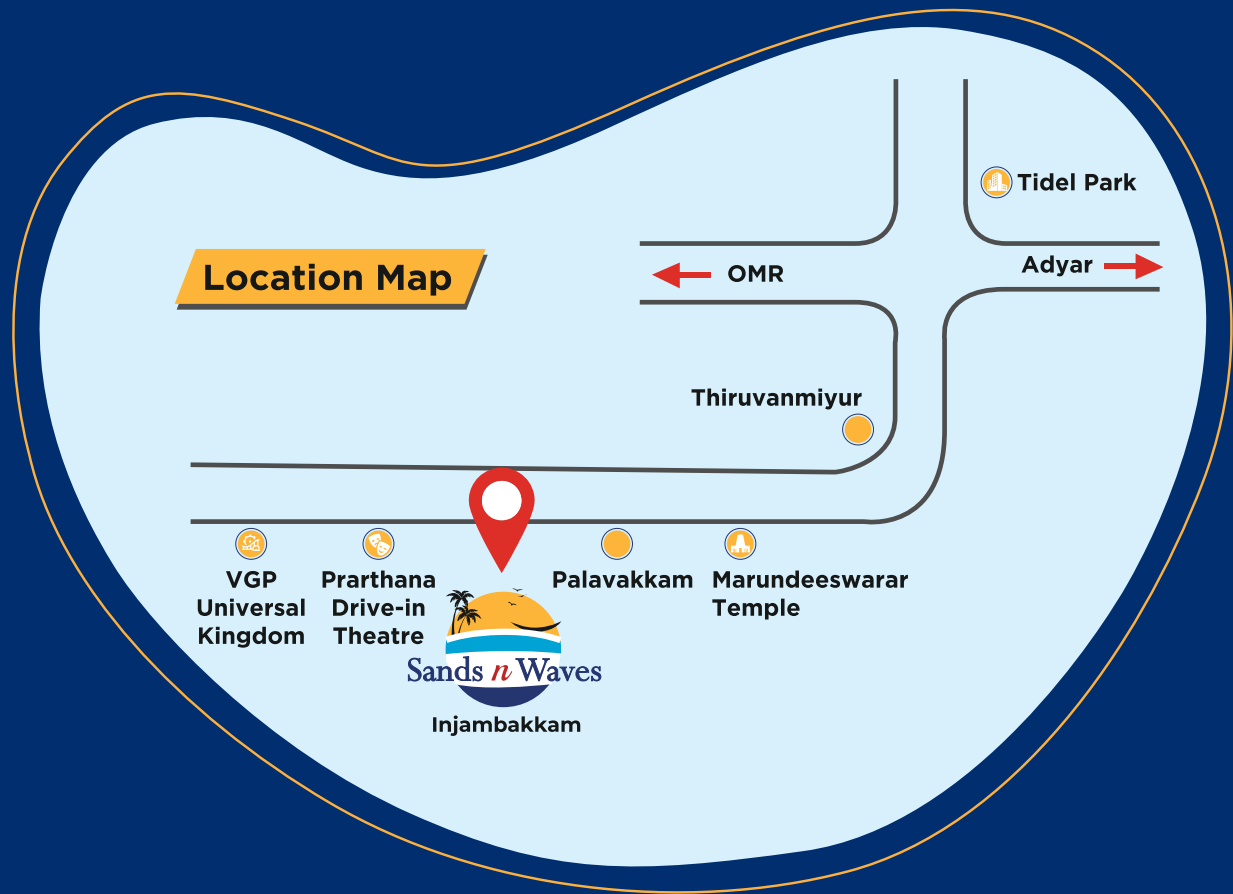 Tidel Park
Location Map
OMR
Adyar
Thiruvanmiyur
VGP
Universal
Kingdom
Prarthana
Drive-in
Theatre
Sands n Waves
Injambakkam
Palavakkam
Marundeeswarar
Temple